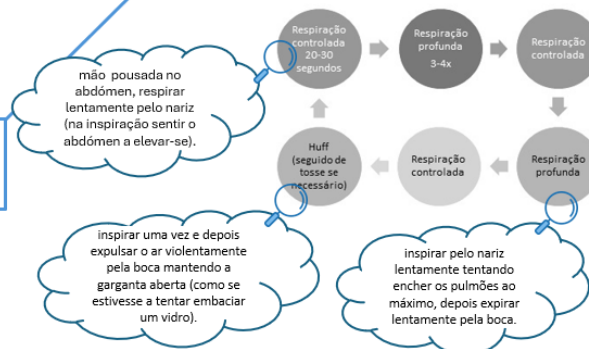 Respiração
controlada
20-30
segundos
Respiração
profunda
3-4x
Respiração
controlada
mão pousada no
abdómen, respirar
lentamente pelo nariz
(na inspiração sentir o
abdómen a elevar-se).
Huff
(seguido de
tosse se
necessário)
Respiração
controlada
Respiração
profunda
inspirar uma vez e depois
expulsar o ar violentamente
pela boca mantendo a
garganta aberta (como se
estivesse a tentar embaciar
um vidro).
inspirar pelo nariz
lentamente tentando
encher os pulmões ao
máximo, depois expirar
lentamente pela boca.